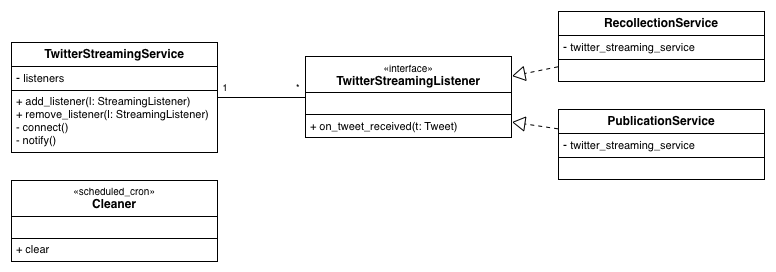 TwitterStreamingService
- listeners
+ add_listener(l: StreamingListener)
+ remove_listener(l: StreamingListener)
- connect()
- notify()
1
*
«interface»
TwitterStreamingListener
+ on_tweet_received(t: Tweet)
RecollectionService
- twitter_streaming_service
PublicationService
- twitter_streaming_service
«scheduled_cron»
Cleaner
+ clear